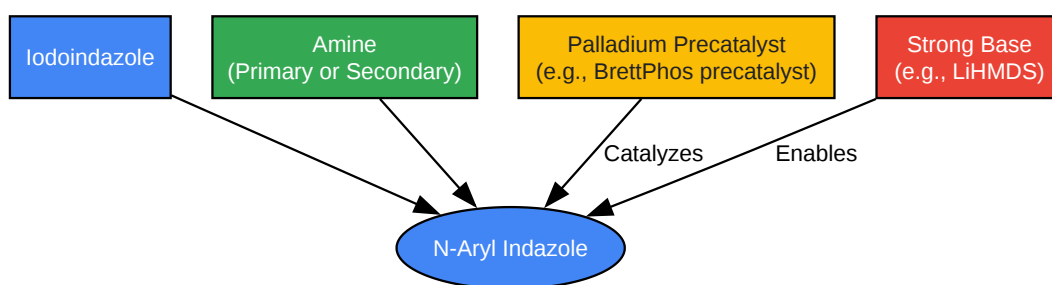 Iodoindazole
Amine
(Primary or Secondary)
Palladium Precatalyst
(e.g., BrettPhos precatalyst)
Strong Base
(e.g., LiHMDS)
Catalyzes
Enables
N-Aryl Indazole